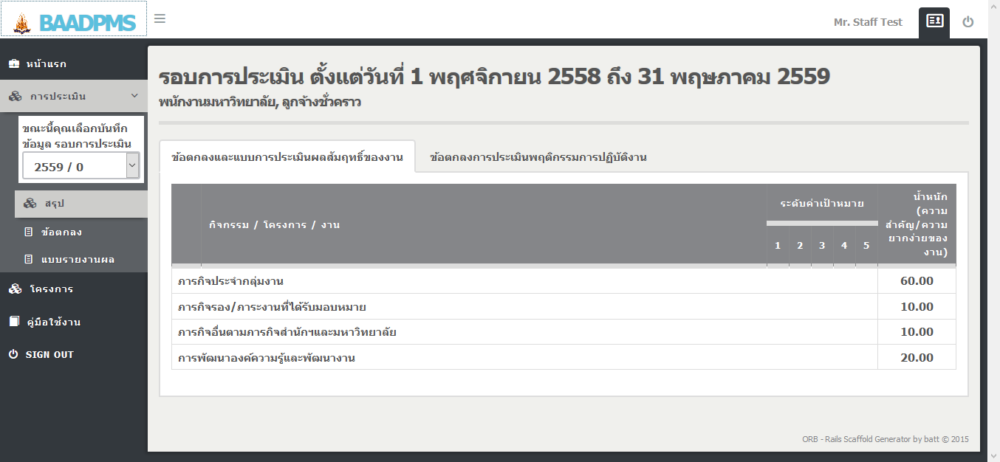 BAADPMS
Mr. Staff Test
หน้าแรก
การประเมิน
ขณะนี้คุณเลือกบันทึก
ข้อมูล รอบการประเมิน
2559 / 0
สรุป
ข้อตกลง
แบบรายงานผล
โครงการ
คู่มือใช้งาน
SIGN OUT
รอบการประเมิน ตั้งแต่วันที่ 1 พฤศจิกายน 2558 ถึง 31 พฤษภาคม 2559
พนักงานมหาวิทยาลัย, ลูกจ้างชั่วคราว
ข้อตกลงและแบบการประเมินผลสัมฤทธิ์ของงาน
ข้อตกลงการประเมินพฤติกรรมการปฏิบัติงาน
กิจกรรม / โครงการ / งาน
ระดับค่าเป้าหมาย
1 2 3 4 5
น้ำหนัก
(ความ
สำคัญ/ความ
ยากง่ายของ
งาน)
ภารกิจประจำกลุ่มงาน 60.00
ภารกิจรอง/ภาระงานที่ได้รับมอบหมาย 10.00
ภารกิจอื่นตามภารกิจสำนักฯและมหาวิทยาลัย 10.00
การพัฒนาองค์ความรู้และพัฒนางาน 20.00
ORB - Rails Scaffold Generator by batt © 2015